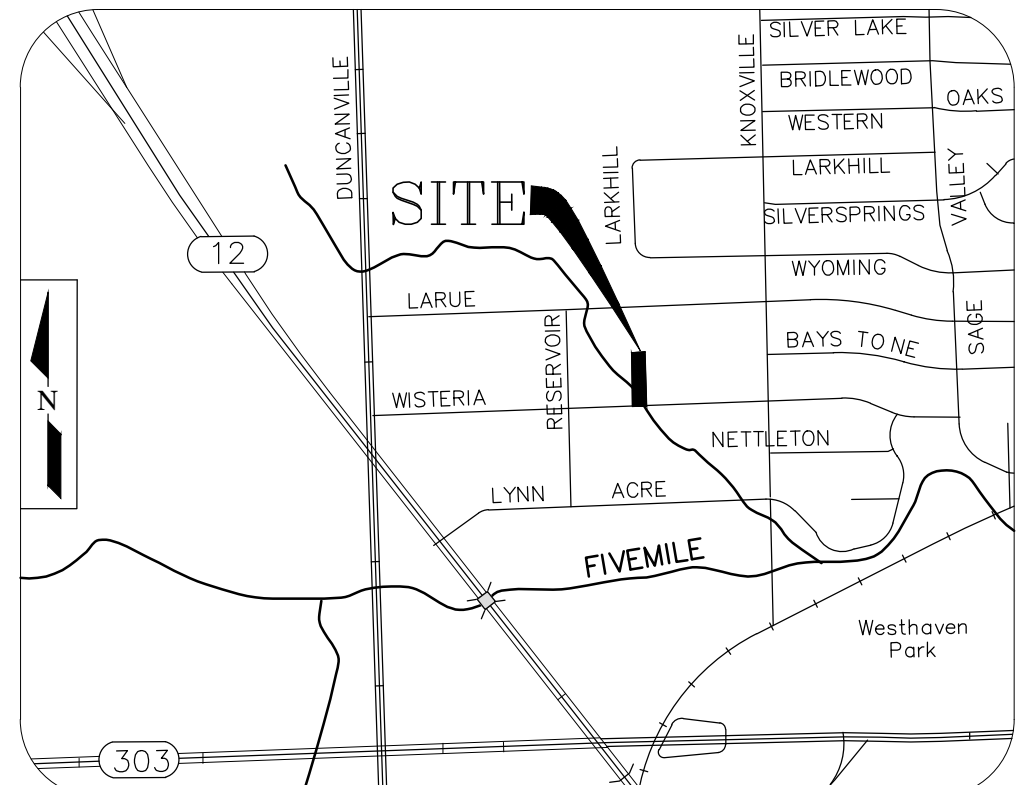 SILVER LAKE
DUNCANVILLE
KNOXVILLE
BRIDLEWOOD
OAKS
WESTERN
LARKHILL
LARKHILL
VALLEY
SITE
SILVERSPRINGS
12
WYOMING
LARUE
SAGE
RESERVOIR
BAYS TO NE
N
WISTERIA
NETTLETON
LYNN ACRE
FIVEMILE
Westhaven
Park
303